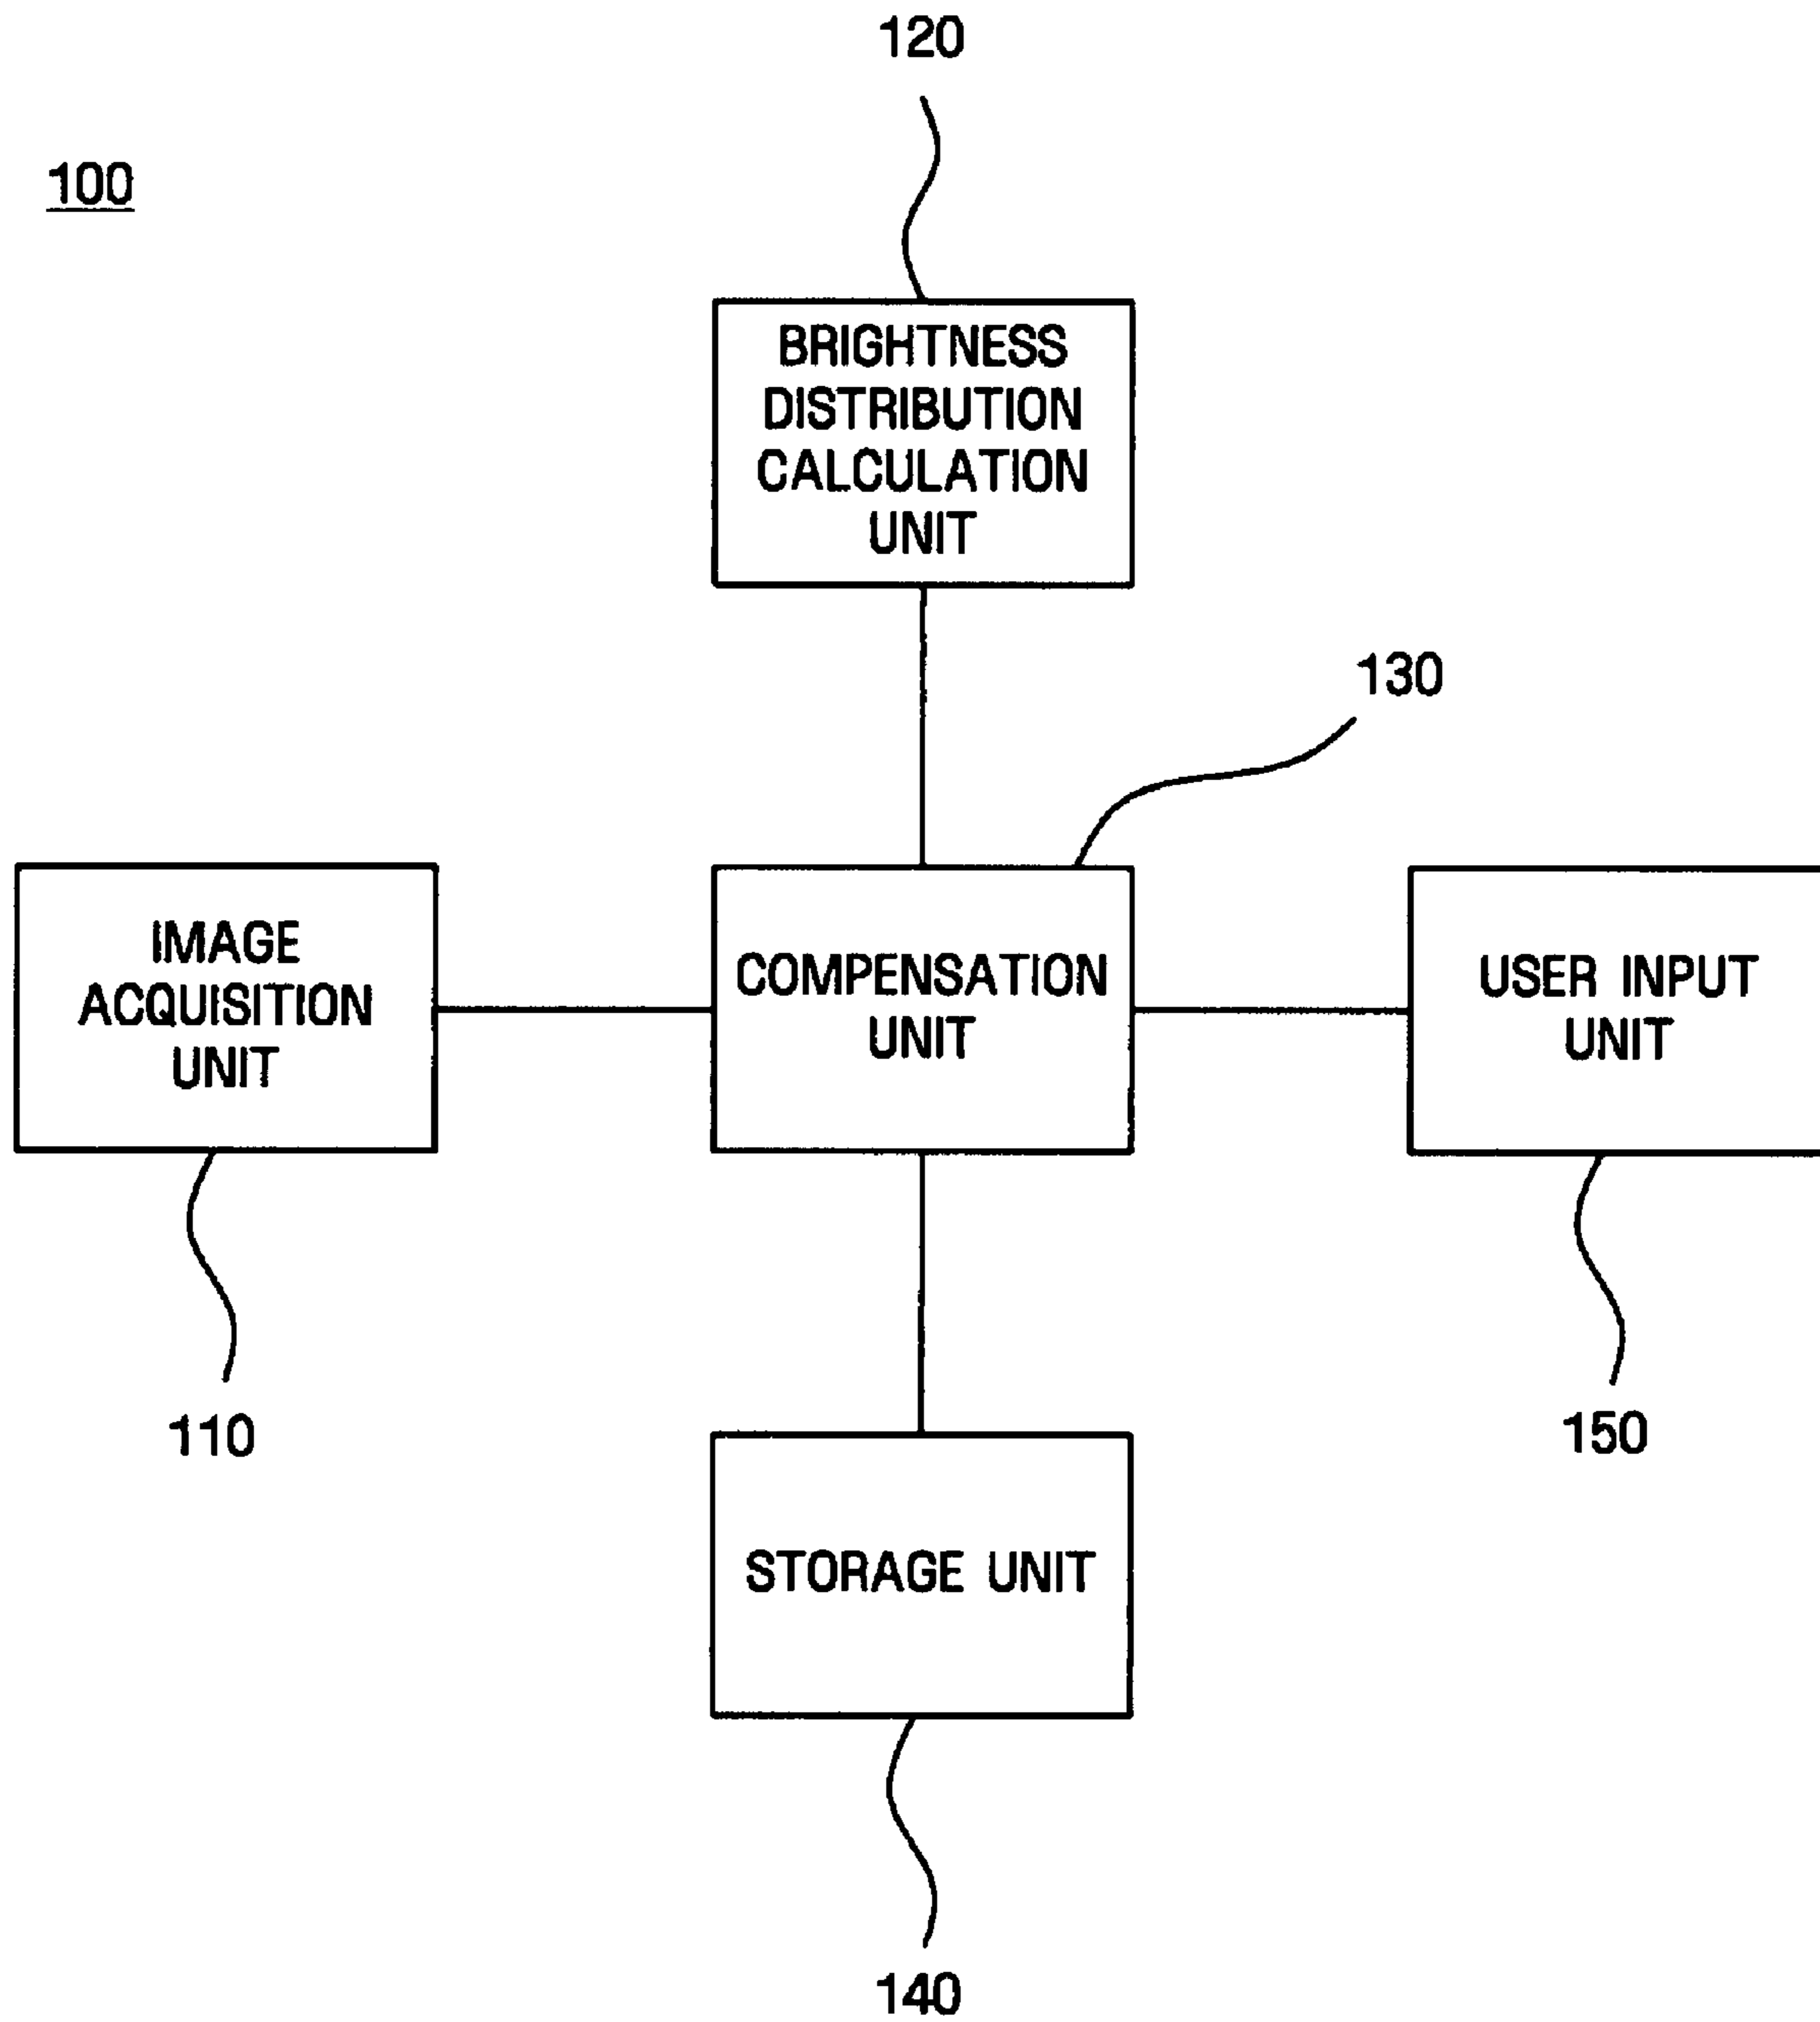 120
100
BRIGHTNESS
DISTRIBUTION
CALCULATION
UNIT
130
IMAGE
ACQUISITION
UNIT
COMPENSATION
UNIT
USER INPUT
UNIT
110
150
STORAGE UNIT
140